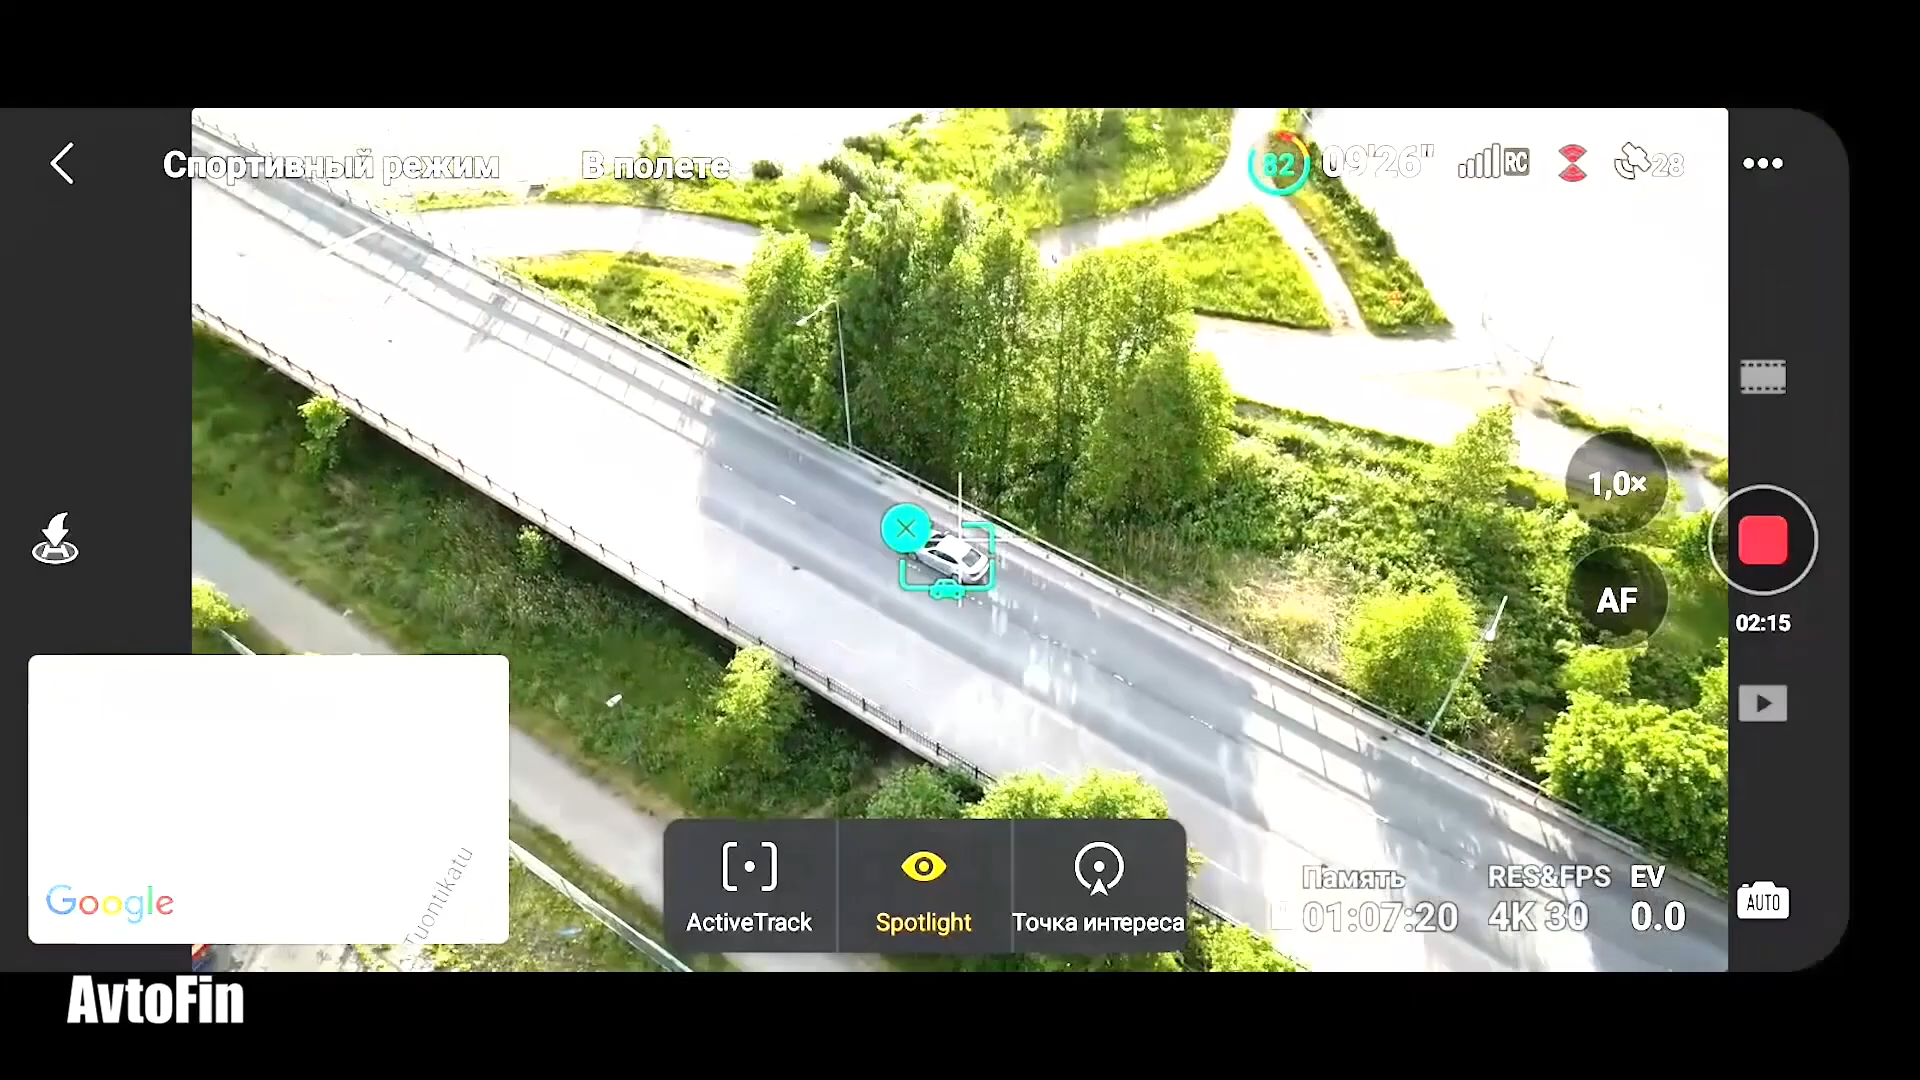 Спортивный режим
В полете
82
09'26"
RC
28
1,0×
AF
02:15
Google
Tuontikatu
ActiveTrack
Spotlight
Точка интереса
Память
01:07:20
RES&FPS
4K 30
EV
0.0
AUTO
AvtoFin